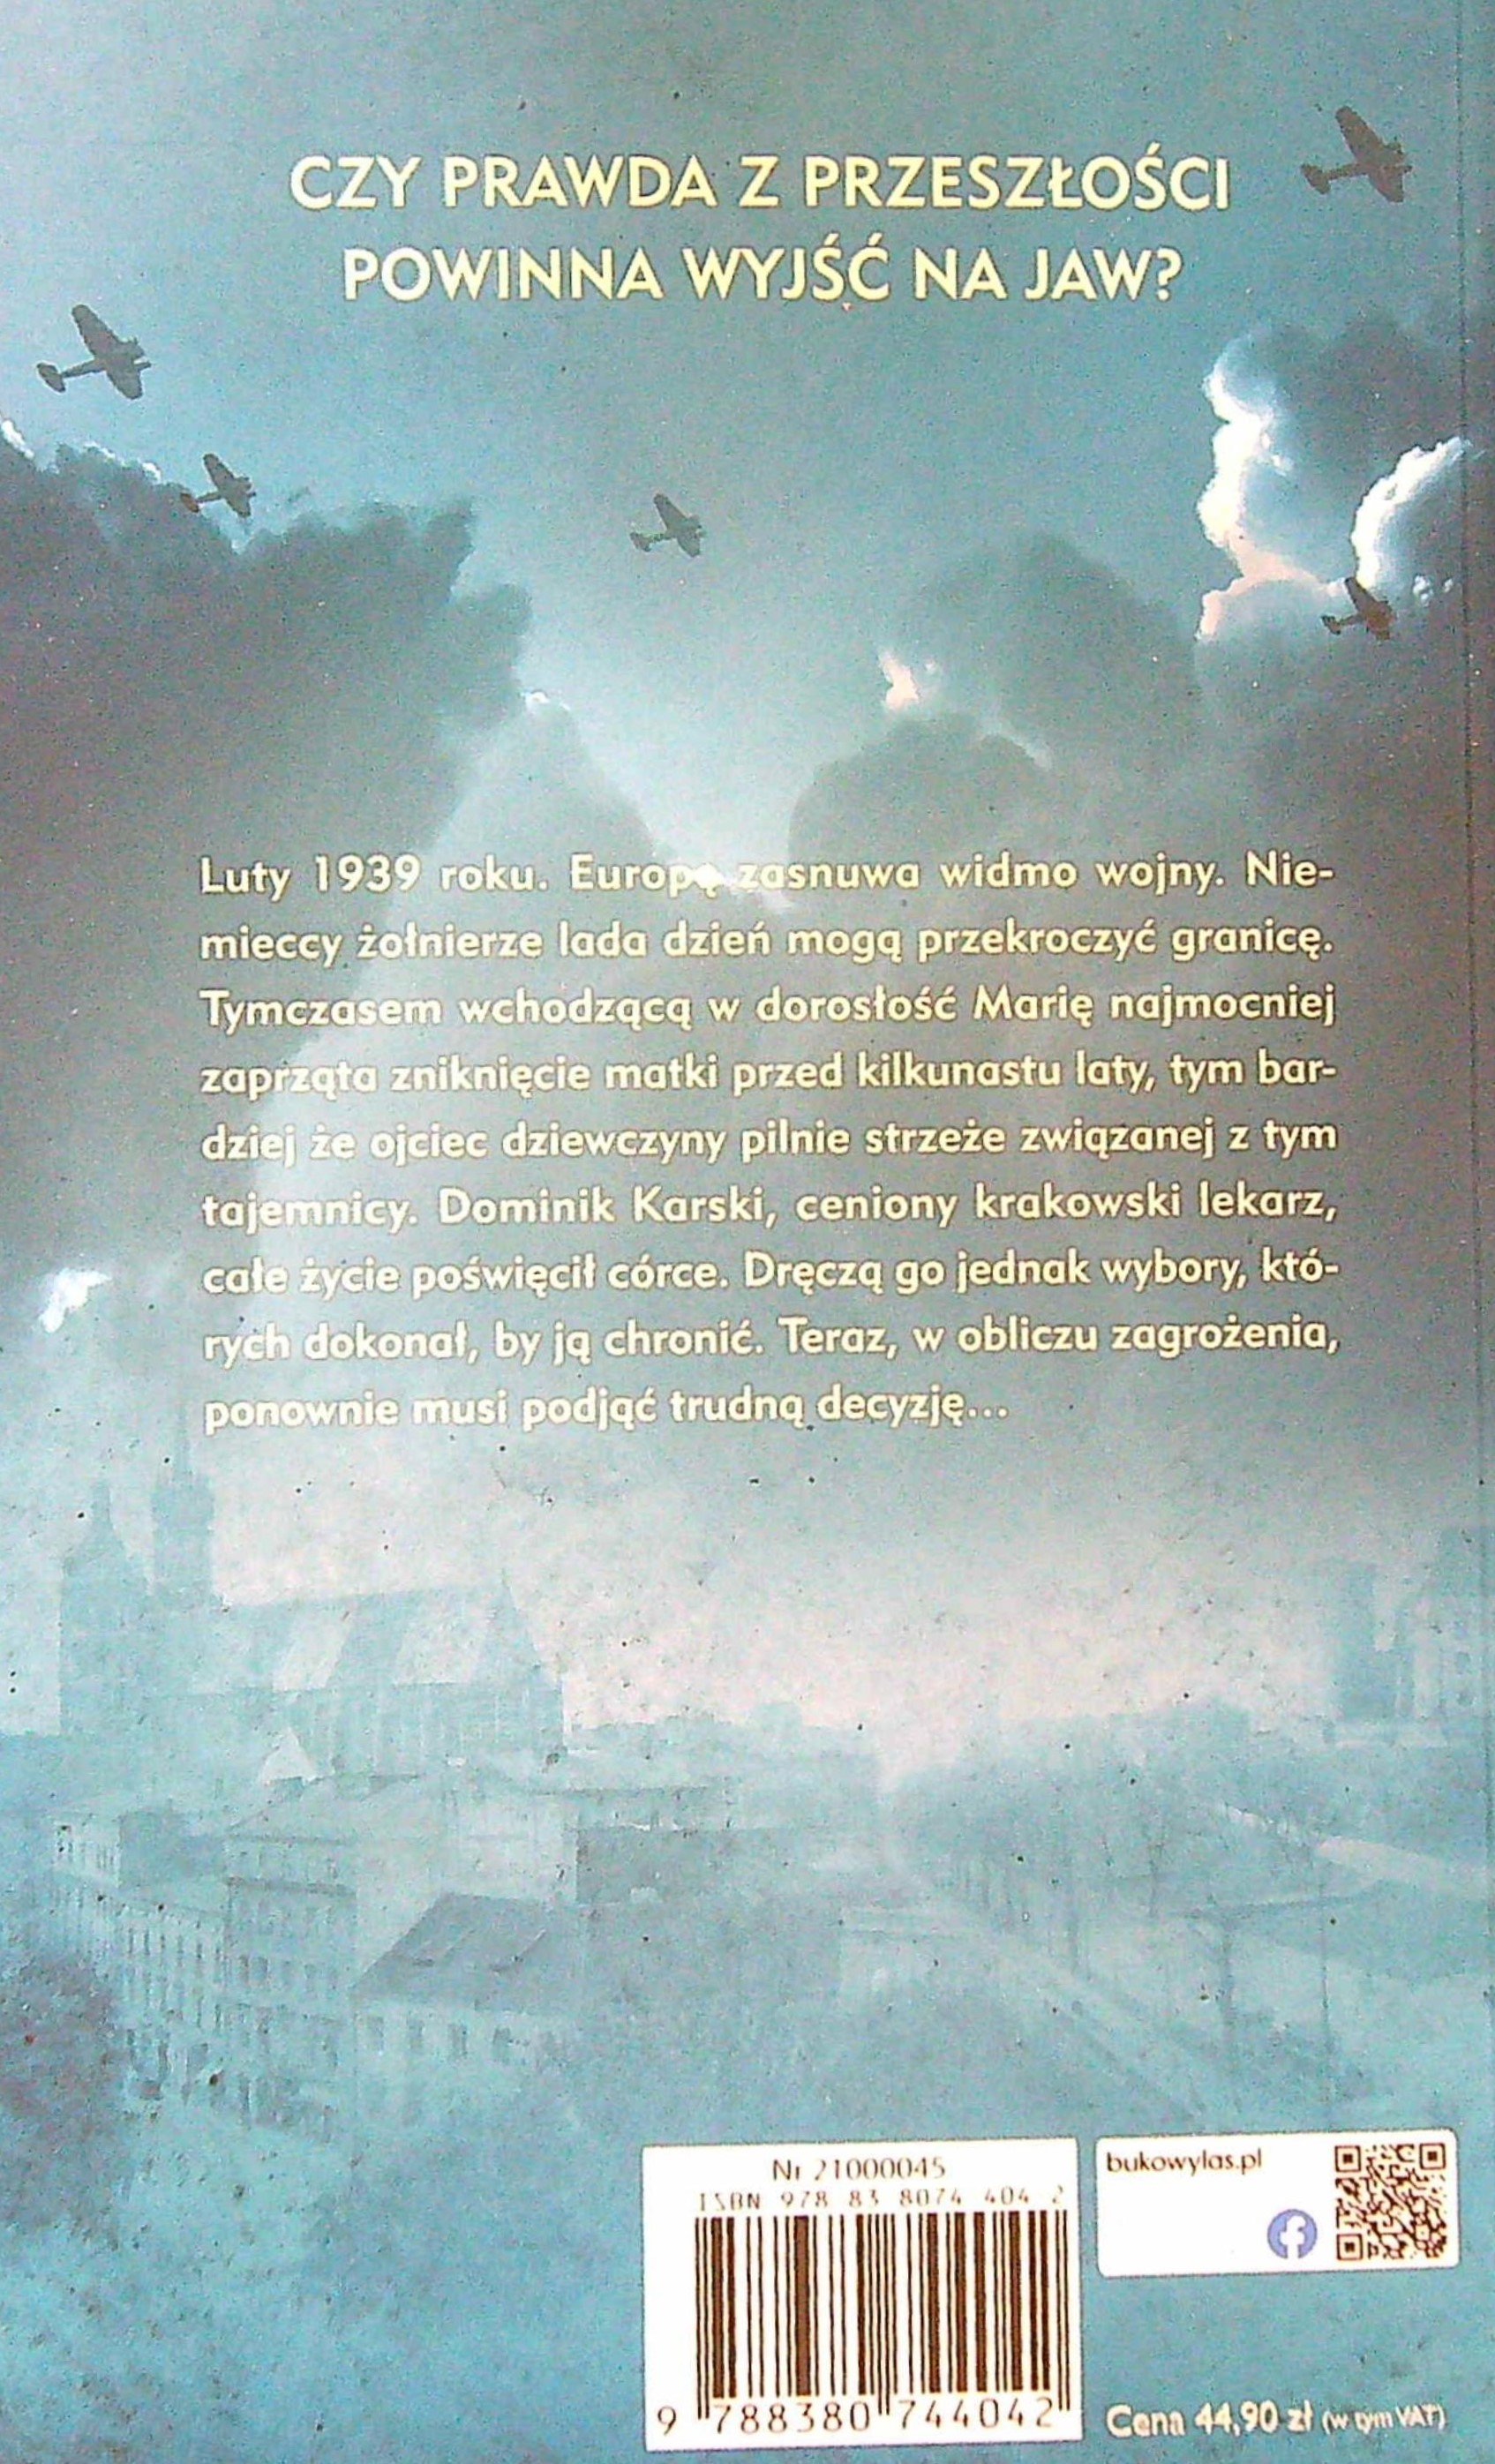 CZY PRAWDA Z PRZESZŁOŚCI
POWINNA WYJŚĆ NA JAW?
Luty 1939 roku. Europę zasnuwa widmo wojny. Nie-
mieccy żołnierze lada dzień mogą przekroczyć granicę.
Tymczasem wchodzącą w dorosłość Marię najmocniej
zaprząta zniknięcie matki przed kilkunastu laty, tym bar-
dziej że ojciec dziewczyny pilnie strzeże związanej z tym
tajemnicy. Dominik Karski, ceniony krakowski lekarz,
całe życie poświęcił córce. Dręczą go jednak wybory, któ-
rych dokonał, by ją chronić. Teraz, w obliczu zagrożenia,
ponownie musi podjąć trudną decyzję...
Nr 21000045
ISBN 978 83 8074 404 2
9 788380 744042
bukowylas.pl
Cena 44,90 zł (w tym VAT)